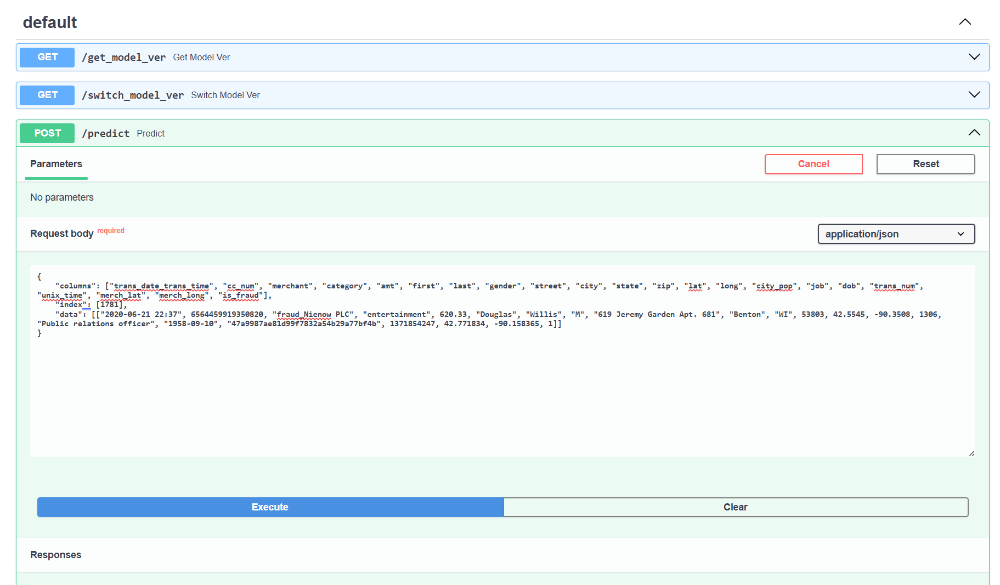 default
GET /get_model_ver Get Model Ver
GET /switch_model_ver Switch Model Ver
POST /predict Predict
Parameters Cancel Reset
No parameters
Request body required application/json
{
"columns": ["trans_date_trans_time", "cc_num", "merchant", "category", "amt", "first", "last", "gender", "street", "city", "state", "zip", "lat", "long", "city_pop", "job", "dob", "trans_num",
"unix_time", "merch_lat", "merch_long", "is_fraud"],
"index": [1781],
"data": [["2020-06-21 22:37", 6564459919350820, "fraud_Nienow PLC", "entertainment", 620.33, "Douglas", "Willis", "M", "619 Jeremy Garden Apt. 681", "Benton", "WI", 53803, 42.5545, -90.3508, 1306,
"Public relations officer", "1958-09-10", "47a9987ae81d99f7832a54b29a77bf4b", 1371854247, 42.771834, -90.158365, 1]]
}
Execute Clear
Responses